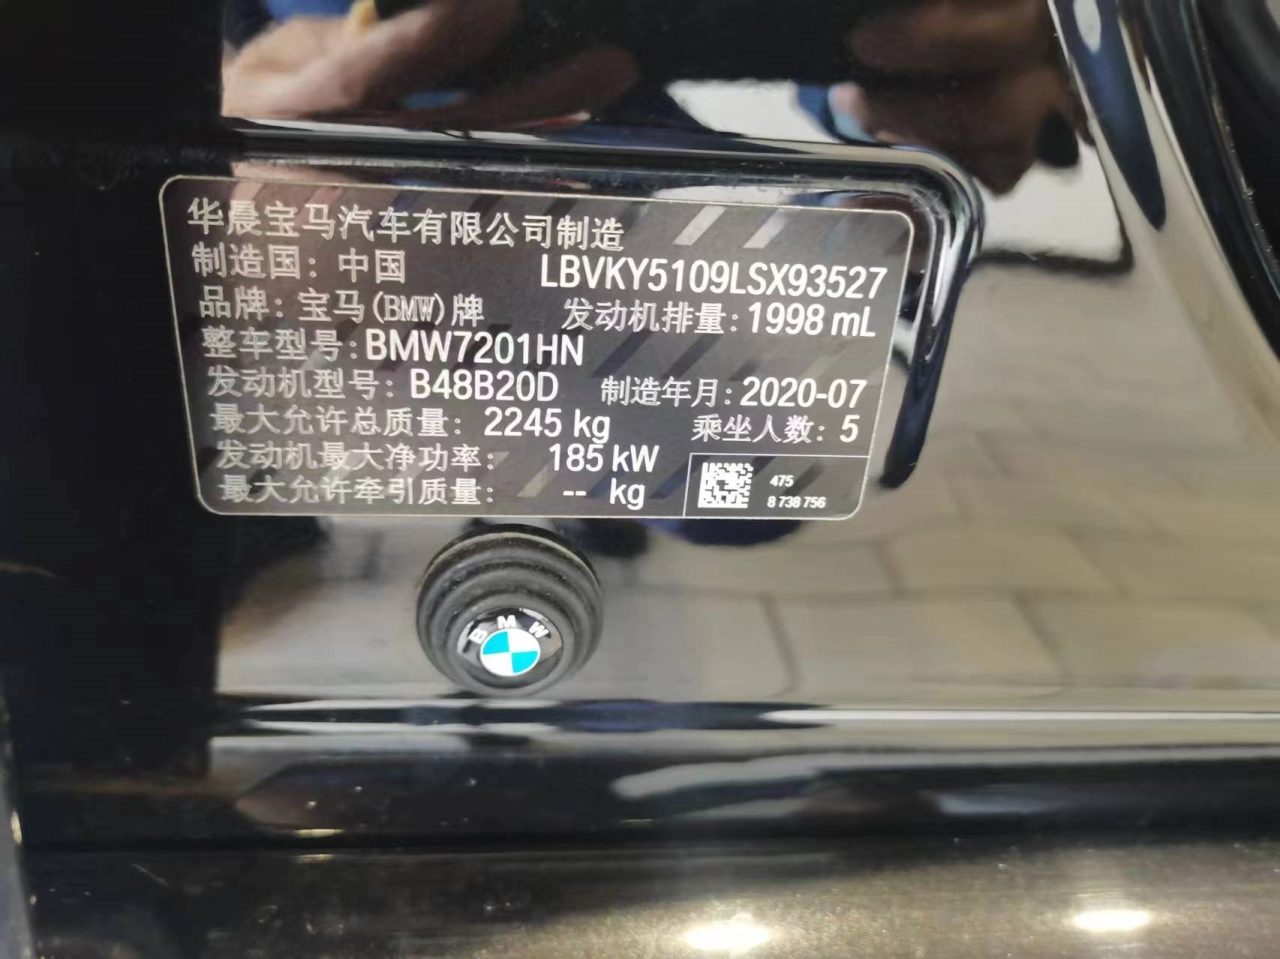 华晨宝马汽车有限公司制造
制造国：中国 LBVKY5109LSX93527
品牌：宝马(BMW)牌 发动机排量:1998 mL
整车型号:BMW7201HN
发动机型号: B48B20D 制造年月:2020-07
最大允许总质量: 2245 kg 乘坐人数: 5
发动机最大净功率: 185 kW
最大允许牵引质量: -- kg
475
8 738 756
BMW